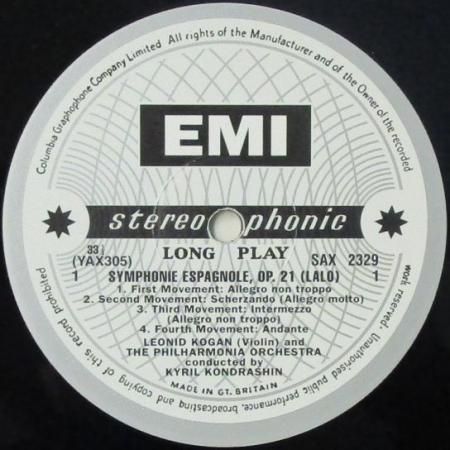 Columbia Graphophone Company Limited. All rights of the Manufacturer and of the Owner of the recorded work reserved. Unauthorised public performance, broadcasting and copying of this record prohibited
EMI
stereophonic
33⅓
(YAX305)
LONG PLAY
SAX 2329
1 SYMPHONIE ESPAGNOLE, OP. 21 (LALO) 1
1. First Movement: Allegro non troppo
2. Second Movement: Scherzando (Allegro molto)
3. Third Movement: Intermezzo
(Allegro non troppo)
4. Fourth Movement: Andante
LEONID KOGAN (Violin) and
THE PHILHARMONIA ORCHESTRA
conducted by
KYRIL KONDRASHIN
MADE IN GT. BRITAIN